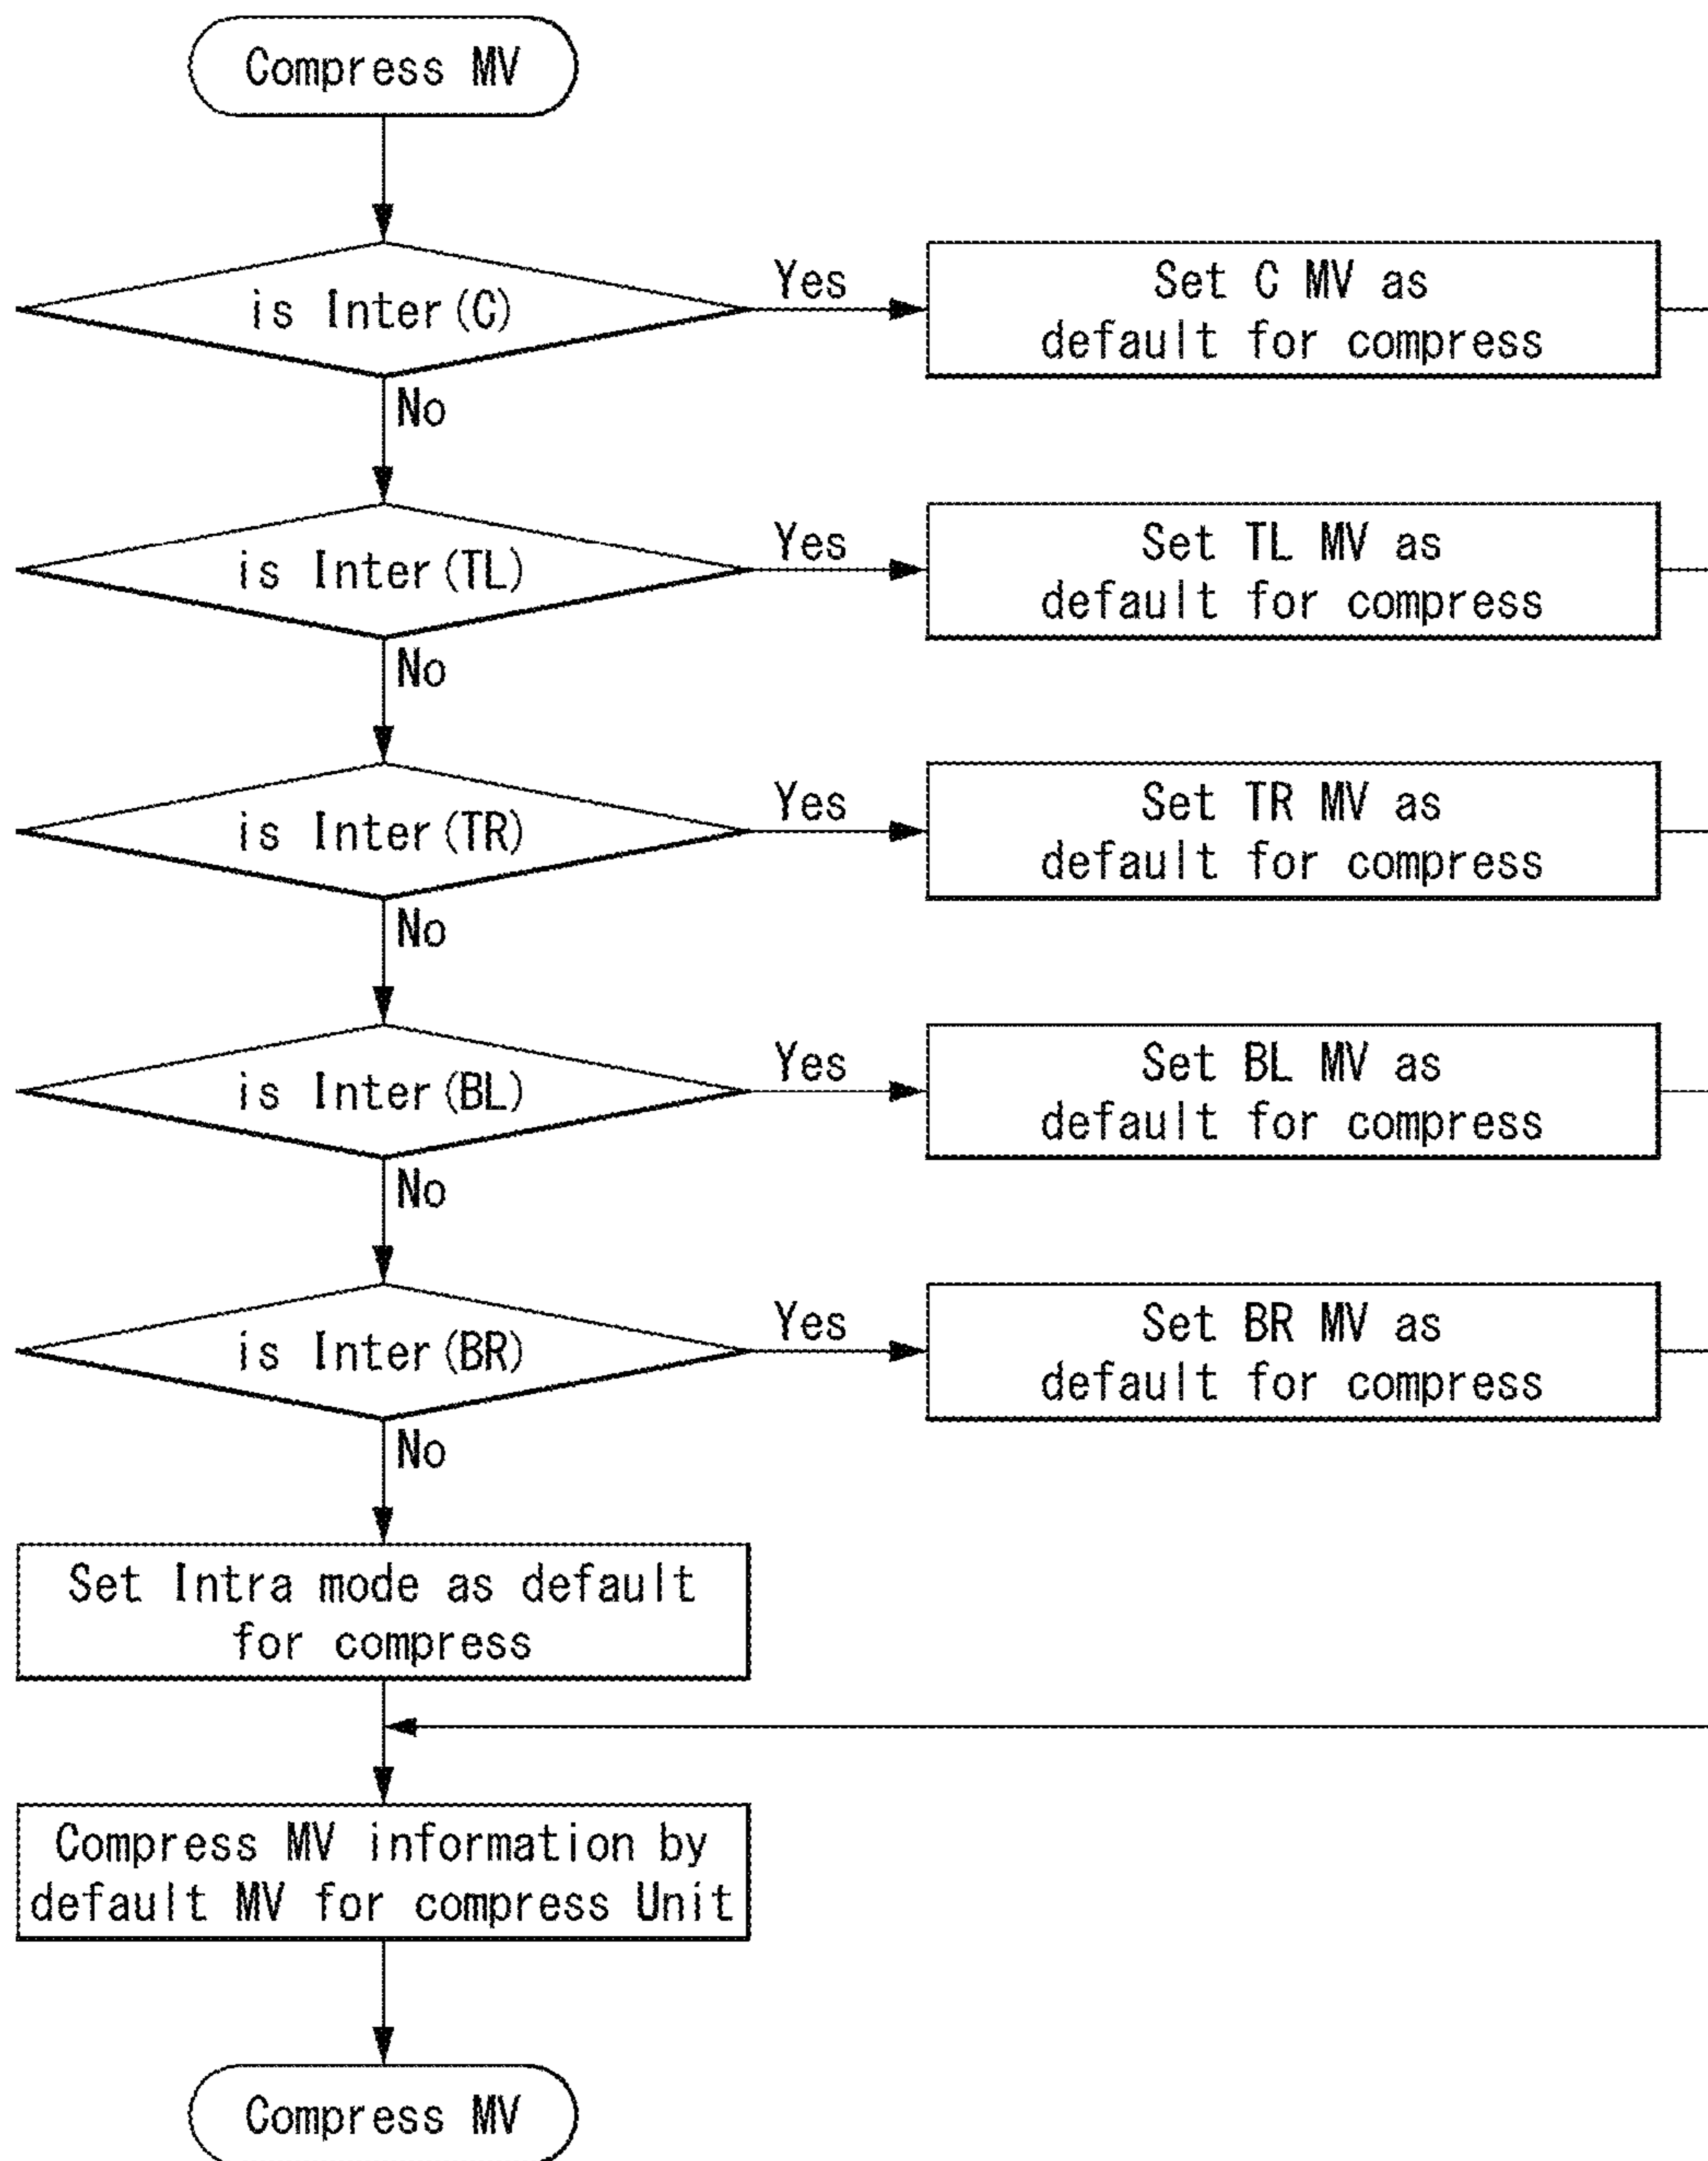 Compress MV
is Inter(C)
Yes
Set C MV as
default for compress
No
is Inter(TL)
Yes
Set TL MV as
default for compress
No
is Inter(TR)
Yes
Set TR MV as
default for compress
No
is Inter(BL)
Yes
Set BL MV as
default for compress
No
is Inter(BR)
Yes
Set BR MV as
default for compress
No
Set Intra mode as default
for compress
Compress MV information by
default MV for compress Unit
Compress MV